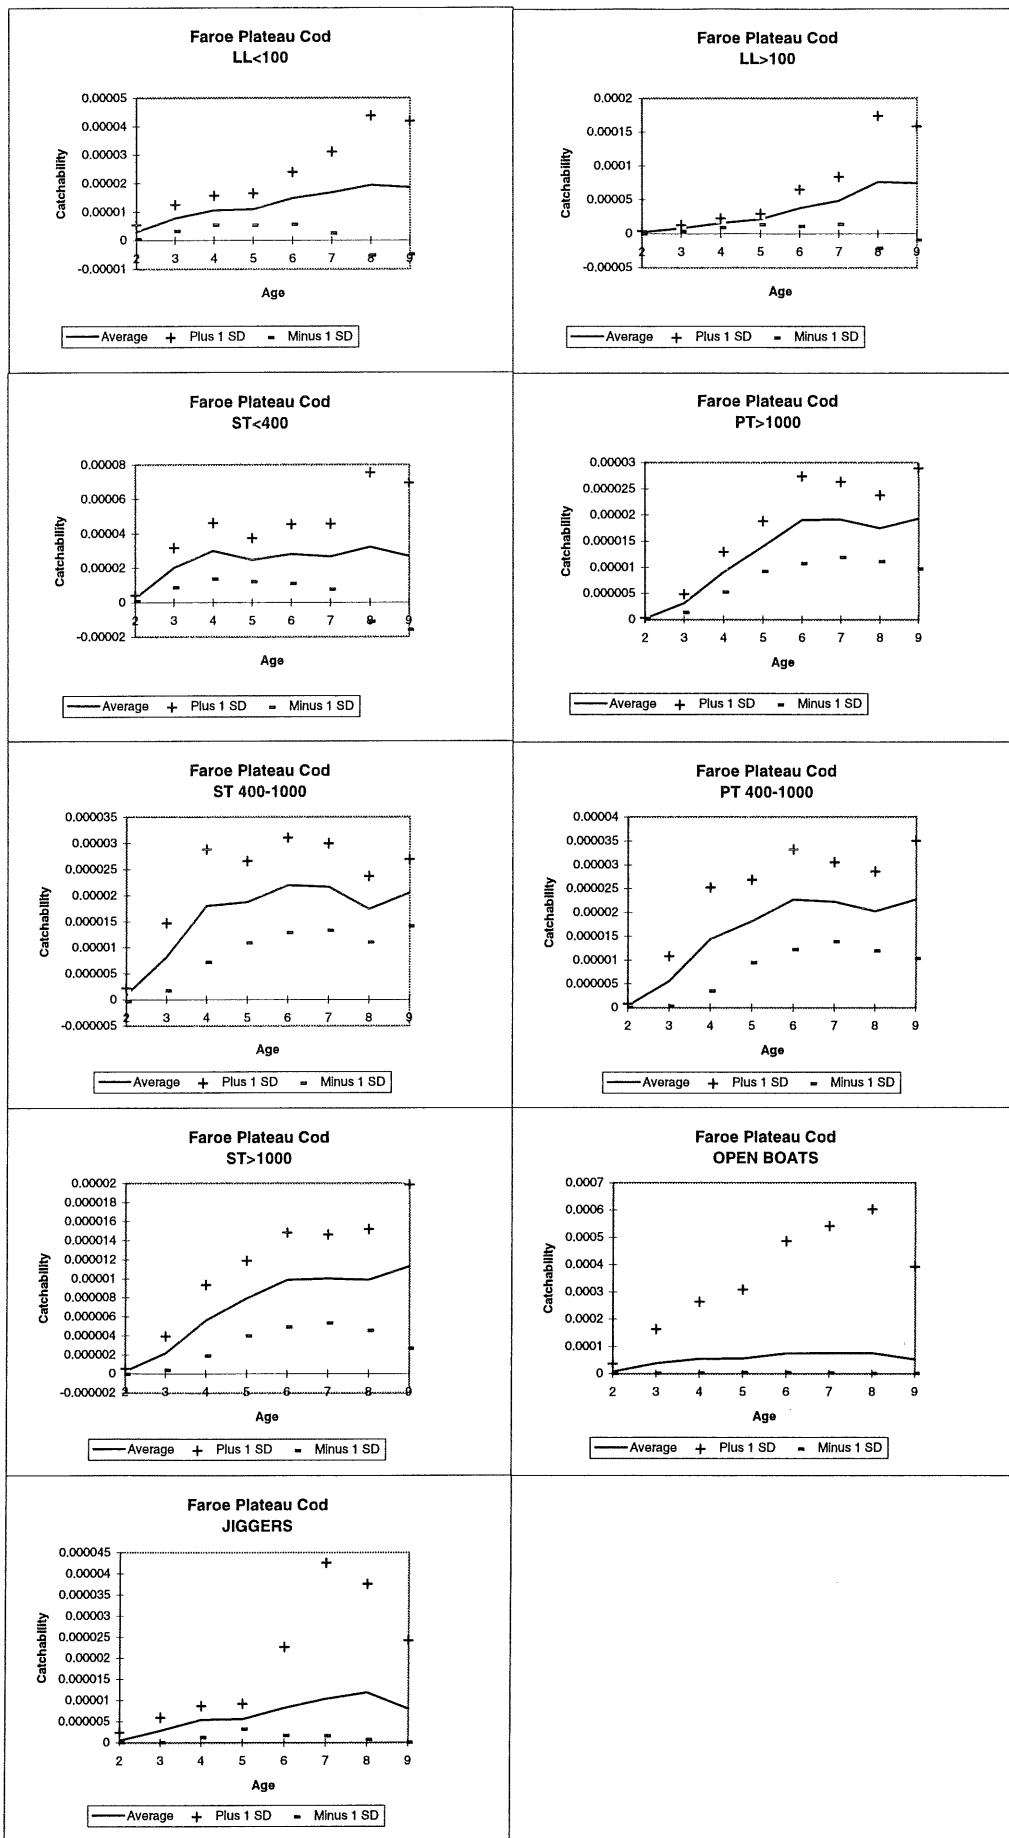 Faroe Plateau Cod
LL<100
Catchability
0.00005
0.00004
0.00003
0.00002
0.00001
0
-0.00001
2 3 4 5 6 7 8 9
Age
Average Plus 1 SD Minus 1 SD
Faroe Plateau Cod
LL>100
Catchability
0.0002
0.00015
0.0001
0.00005
0
-0.00005
2 3 4 5 6 7 8 9
Age
Average Plus 1 SD Minus 1 SD
Faroe Plateau Cod
ST<400
Catchability
0.00008
0.00006
0.00004
0.00002
0
-0.00002
2 3 4 5 6 7 8 9
Age
Average Plus 1 SD Minus 1 SD
Faroe Plateau Cod
PT>1000
Catchability
0.00003
0.000025
0.00002
0.000015
0.00001
0.000005
0
2 3 4 5 6 7 8 9
Age
Average Plus 1 SD Minus 1 SD
Faroe Plateau Cod
ST 400-1000
Catchability
0.000035
0.00003
0.000025
0.00002
0.000015
0.00001
0.000005
0
-0.000005
2 3 4 5 6 7 8 9
Age
Average Plus 1 SD Minus 1 SD
Faroe Plateau Cod
PT 400-1000
Catchability
0.00004
0.000035
0.00003
0.000025
0.00002
0.000015
0.00001
0.000005
0
2 3 4 5 6 7 8 9
Age
Average Plus 1 SD Minus 1 SD
Faroe Plateau Cod
ST>1000
Catchability
0.00002
0.000018
0.000016
0.000014
0.000012
0.00001
0.000008
0.000006
0.000004
0.000002
0
-0.000002
2 3 4 5 6 7 8 9
Age
Average Plus 1 SD Minus 1 SD
Faroe Plateau Cod
OPEN BOATS
Catchability
0.0007
0.0006
0.0005
0.0004
0.0003
0.0002
0.0001
0
2 3 4 5 6 7 8 9
Age
Average Plus 1 SD Minus 1 SD
Faroe Plateau Cod
JIGGERS
Catchability
0.000045
0.00004
0.000035
0.00003
0.000025
0.00002
0.000015
0.00001
0.000005
0
2 3 4 5 6 7 8 9
Age
Average Plus 1 SD Minus 1 SD